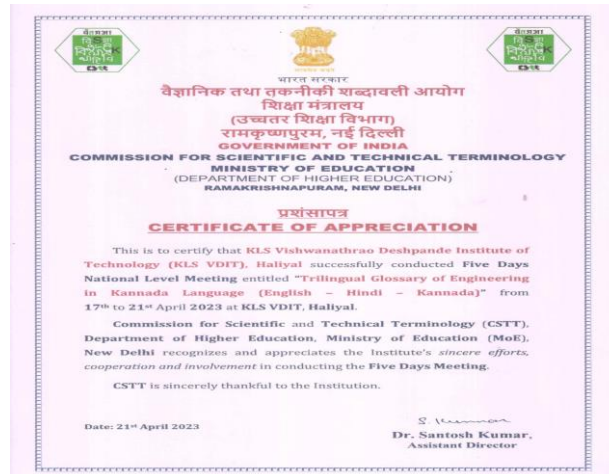 भारत सरकार
वैज्ञानिक तथा तकनीकी शब्दावली आयोग
शिक्षा मंत्रालय
(उच्चतर शिक्षा विभाग)
रामकृष्णपुरम, नई दिल्ली
GOVERNMENT OF INDIA
COMMISSION FOR SCIENTIFIC AND TECHNICAL TERMINOLOGY
MINISTRY OF EDUCATION
(DEPARTMENT OF HIGHER EDUCATION)
RAMAKRISHNAPURAM, NEW DELHI
प्रशंसापत्र
CERTIFICATE OF APPRECIATION
This is to certify that KLS Vishwanathrao Deshpande Institute of
Technology (KLS VDIT), Haliyal successfully conducted Five Days
National Level Meeting entitled "Trilingual Glossary of Engineering
in Kannada Language (English – Hindi – Kannada)" from
17th to 21st April 2023 at KLS VDIT, Haliyal.
Commission for Scientific and Technical Terminology (CSTT),
Department of Higher Education, Ministry of Education (MoE),
New Delhi recognizes and appreciates the Institute's sincere efforts,
cooperation and involvement in conducting the Five Days Meeting.
CSTT is sincerely thankful to the Institution.
Date: 21st April 2023
S. Kumar
Dr. Santosh Kumar,
Assistant Director